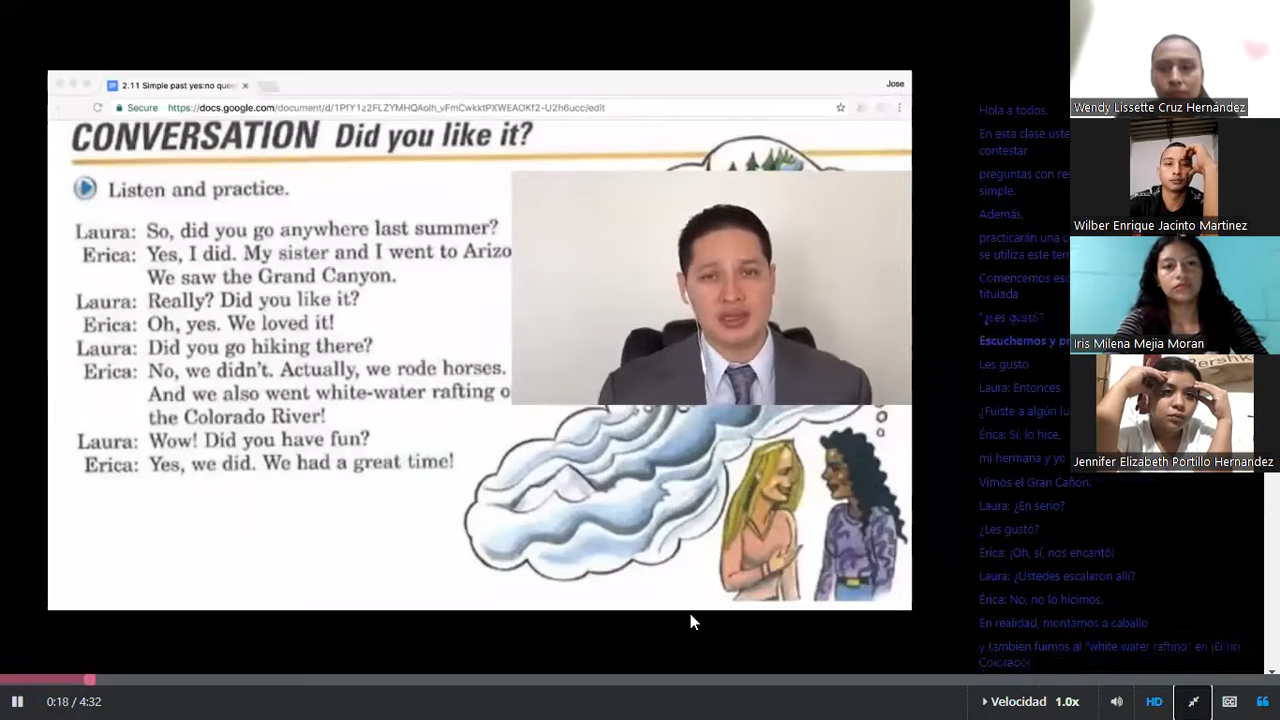 2.11 Simple past yes:no que
Jose
Secure https://docs.google.com/document/d/1PfY1z2FLZYMHQAolh_vFmCwkktPXWEAOKf2-U2h6ucc/edit
CONVERSATION Did you like it?
Listen and practice.
Laura: So, did you go anywhere last summer?
Erica: Yes, I did. My sister and I went to Arizo
We saw the Grand Canyon.
Laura: Really? Did you like it?
Erica: Oh, yes. We loved it!
Laura: Did you go hiking there?
Erica: No, we didn't. Actually, we rode horses.
And we also went white-water rafting o
the Colorado River!
Laura: Wow! Did you have fun?
Erica: Yes, we did. We had a great time!
Hola a todos.
En esta clase uste
contestar
preguntas con res
simple.
Además,
practicarán una c
se utiliza este tem
Comencemos esc
titulada
"¿Les gustó?"
Escuchemos y pr
Les gusto
Laura: Entonces,
¿Fuiste a algún lu
Érica: Sí, lo hice,
mi hermana y yo
Vimos el Gran Cañón.
Laura: ¿En serio?
¿Les gustó?
Érica: ¡Oh, sí, nos encantó!
Laura: ¿Ustedes escalaron allí?
Érica: No, no lo hicimos.
En realidad, montamos a caballo
y también fuimos al "white water rafting" en ¡El río
Colorado!
Wendy Lissette Cruz Hernández
Wilber Enrique Jacinto Martinez
Iris Milena Mejia Moran
Pershk
Jennifer Elizabeth Portillo Hernandez
0:18 / 4:32
Velocidad 1.0x
HD
CC